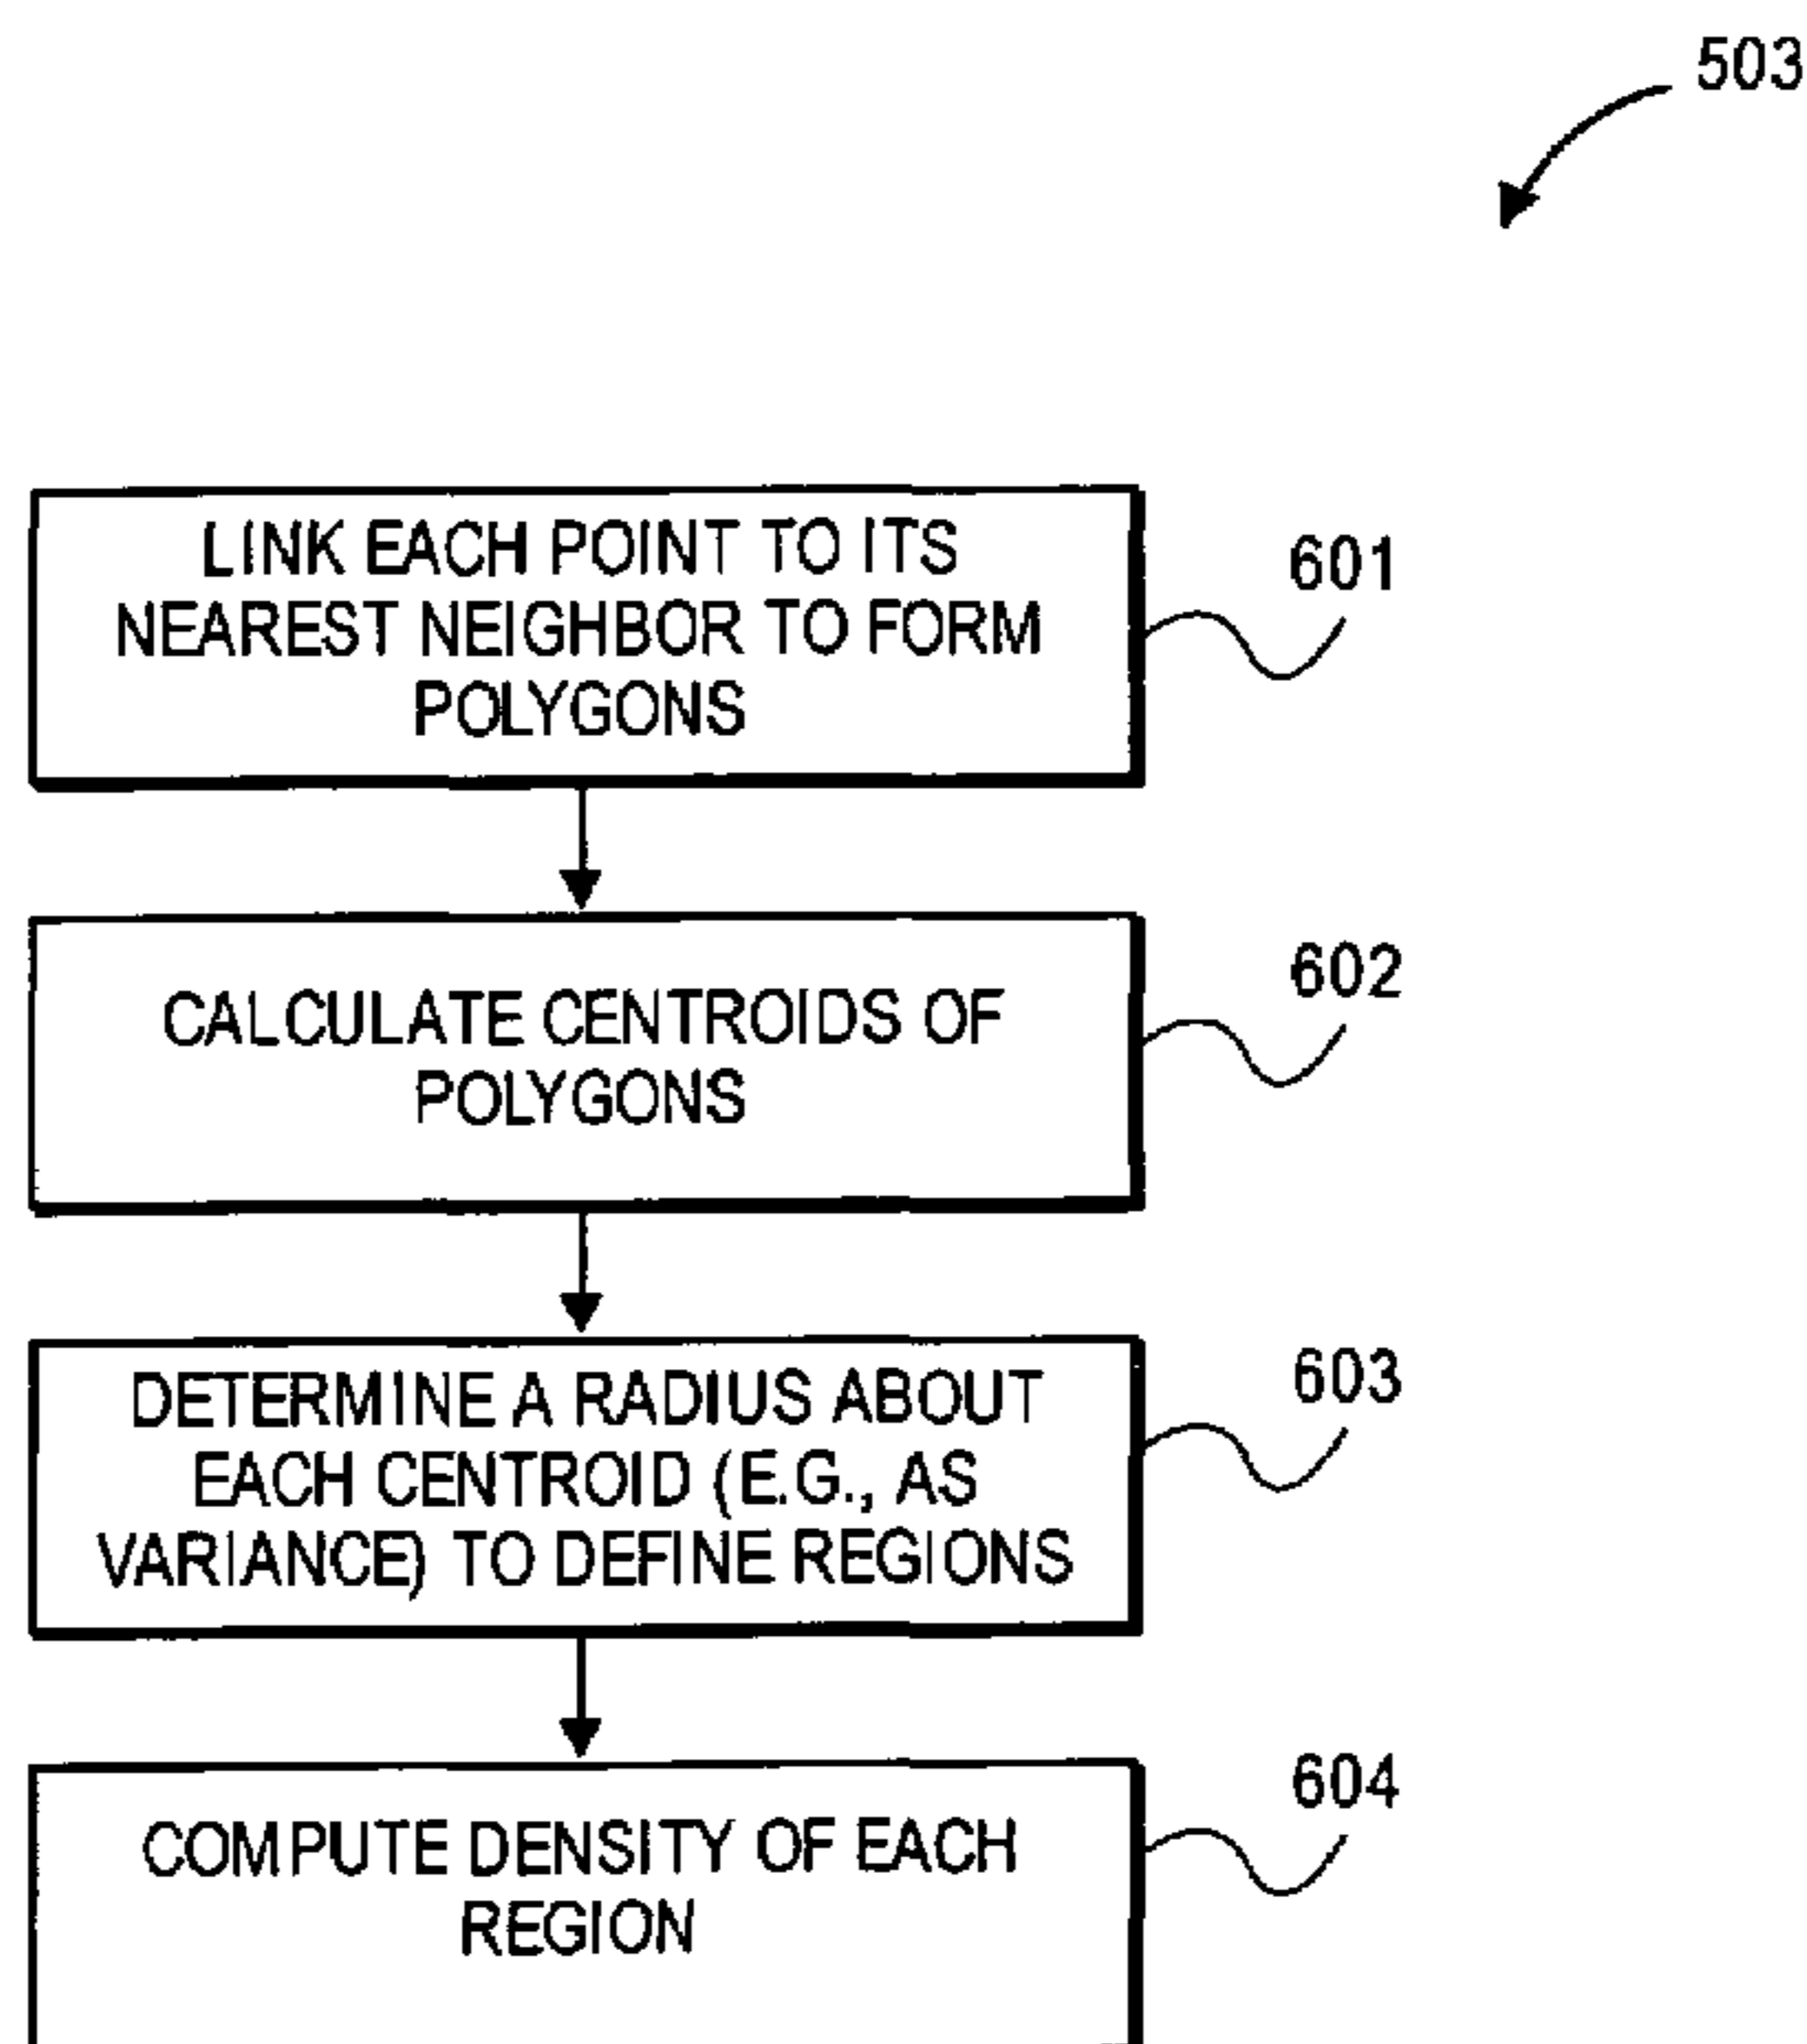 503
LINK EACH POINT TO ITS
NEAREST NEIGHBOR TO FORM
POLYGONS
601
CALCULATE CENTROIDS OF
POLYGONS
602
DETERMINE A RADIUS ABOUT
EACH CENTROID (E.G., AS
VARIANCE) TO DEFINE REGIONS
603
COMPUTE DENSITY OF EACH
REGION
604